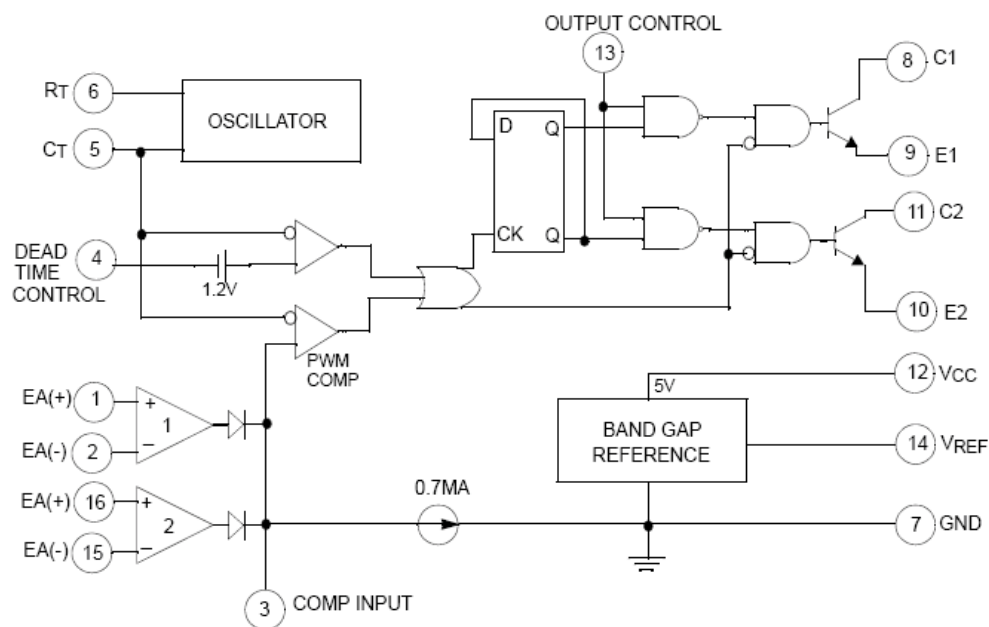 OUTPUT CONTROL
13
8 C1
RT 6
OSCILLATOR
CT 5
D Q
9 E1
11 C2
CK Q
DEAD
TIME
CONTROL
4
1.2V
10 E2
PWM
COMP
12 VCC
5V
EA(+) 1
+
1
EA(-) 2
-
BAND GAP
REFERENCE
14 VREF
EA(+) 16
+
2
EA(-) 15
-
0.7MA
7 GND
3 COMP INPUT